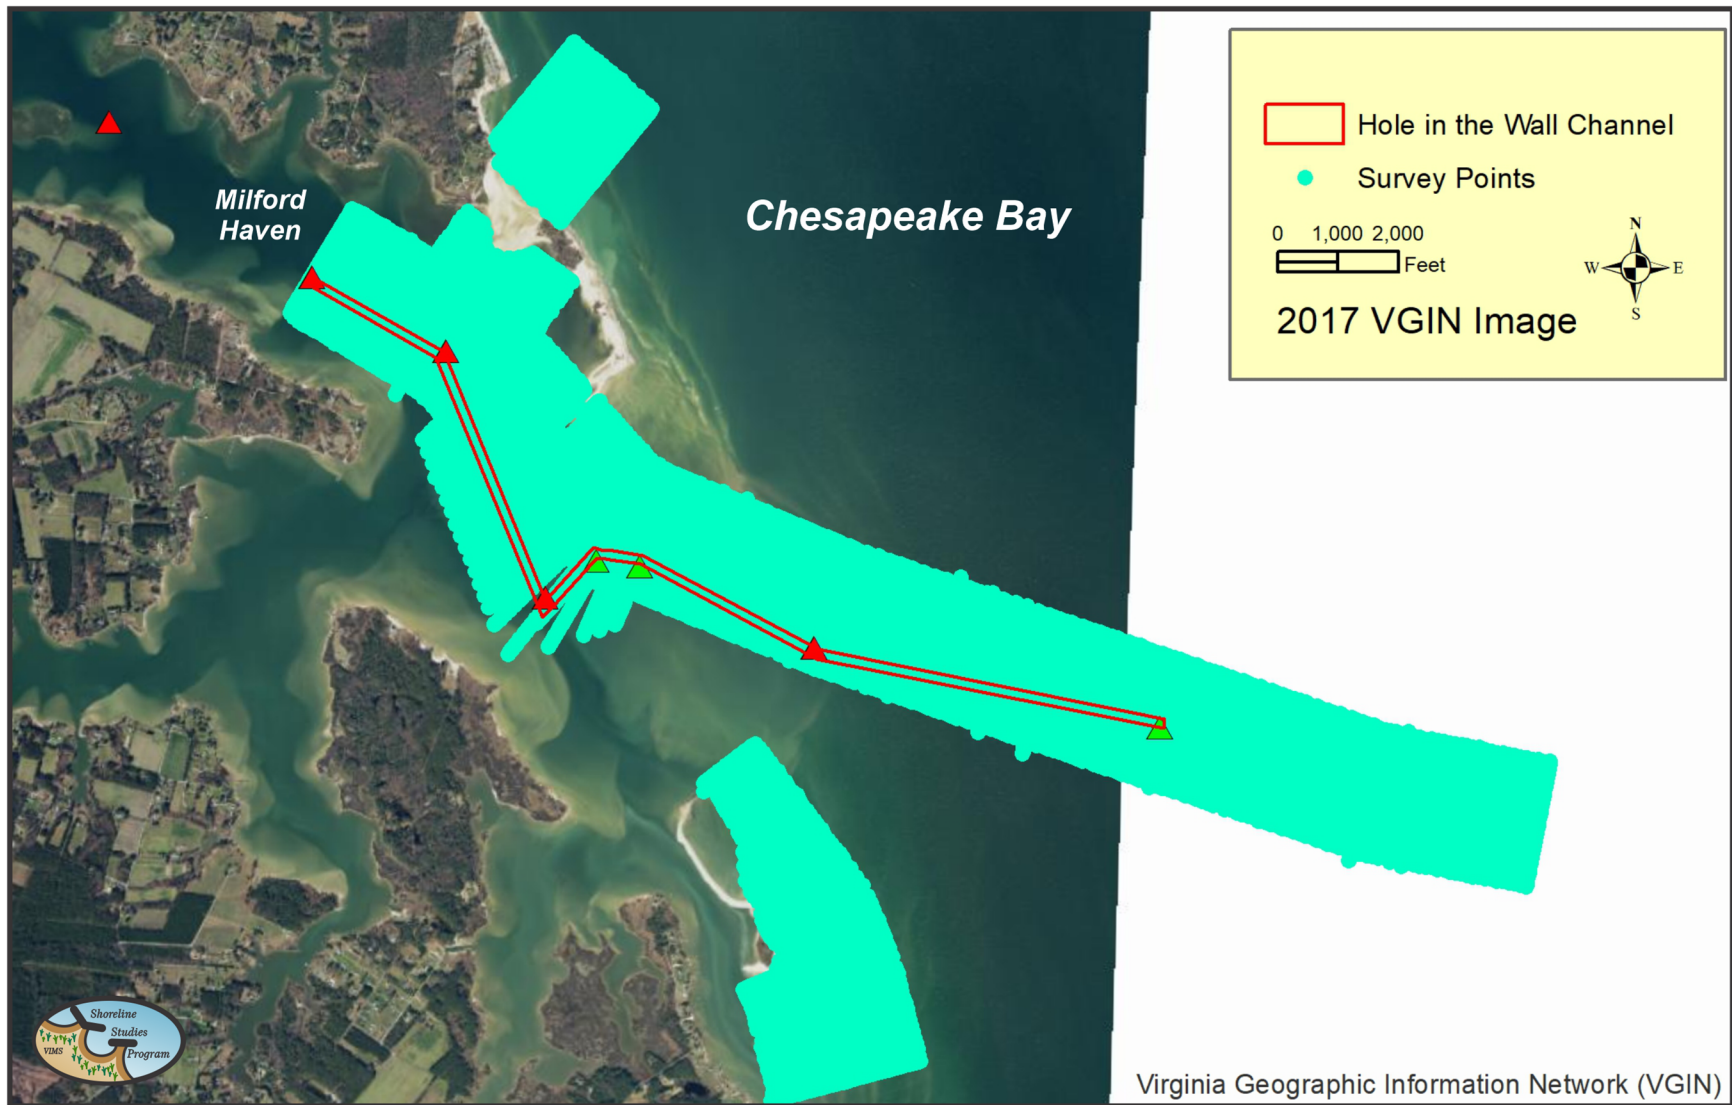 Milford
Haven
Chesapeake Bay
Hole in the Wall Channel
Survey Points
0 1,000 2,000
Feet
N
W E
S
2017 VGIN Image
Shoreline
Studies
VIMS
Program
Virginia Geographic Information Network (VGIN)